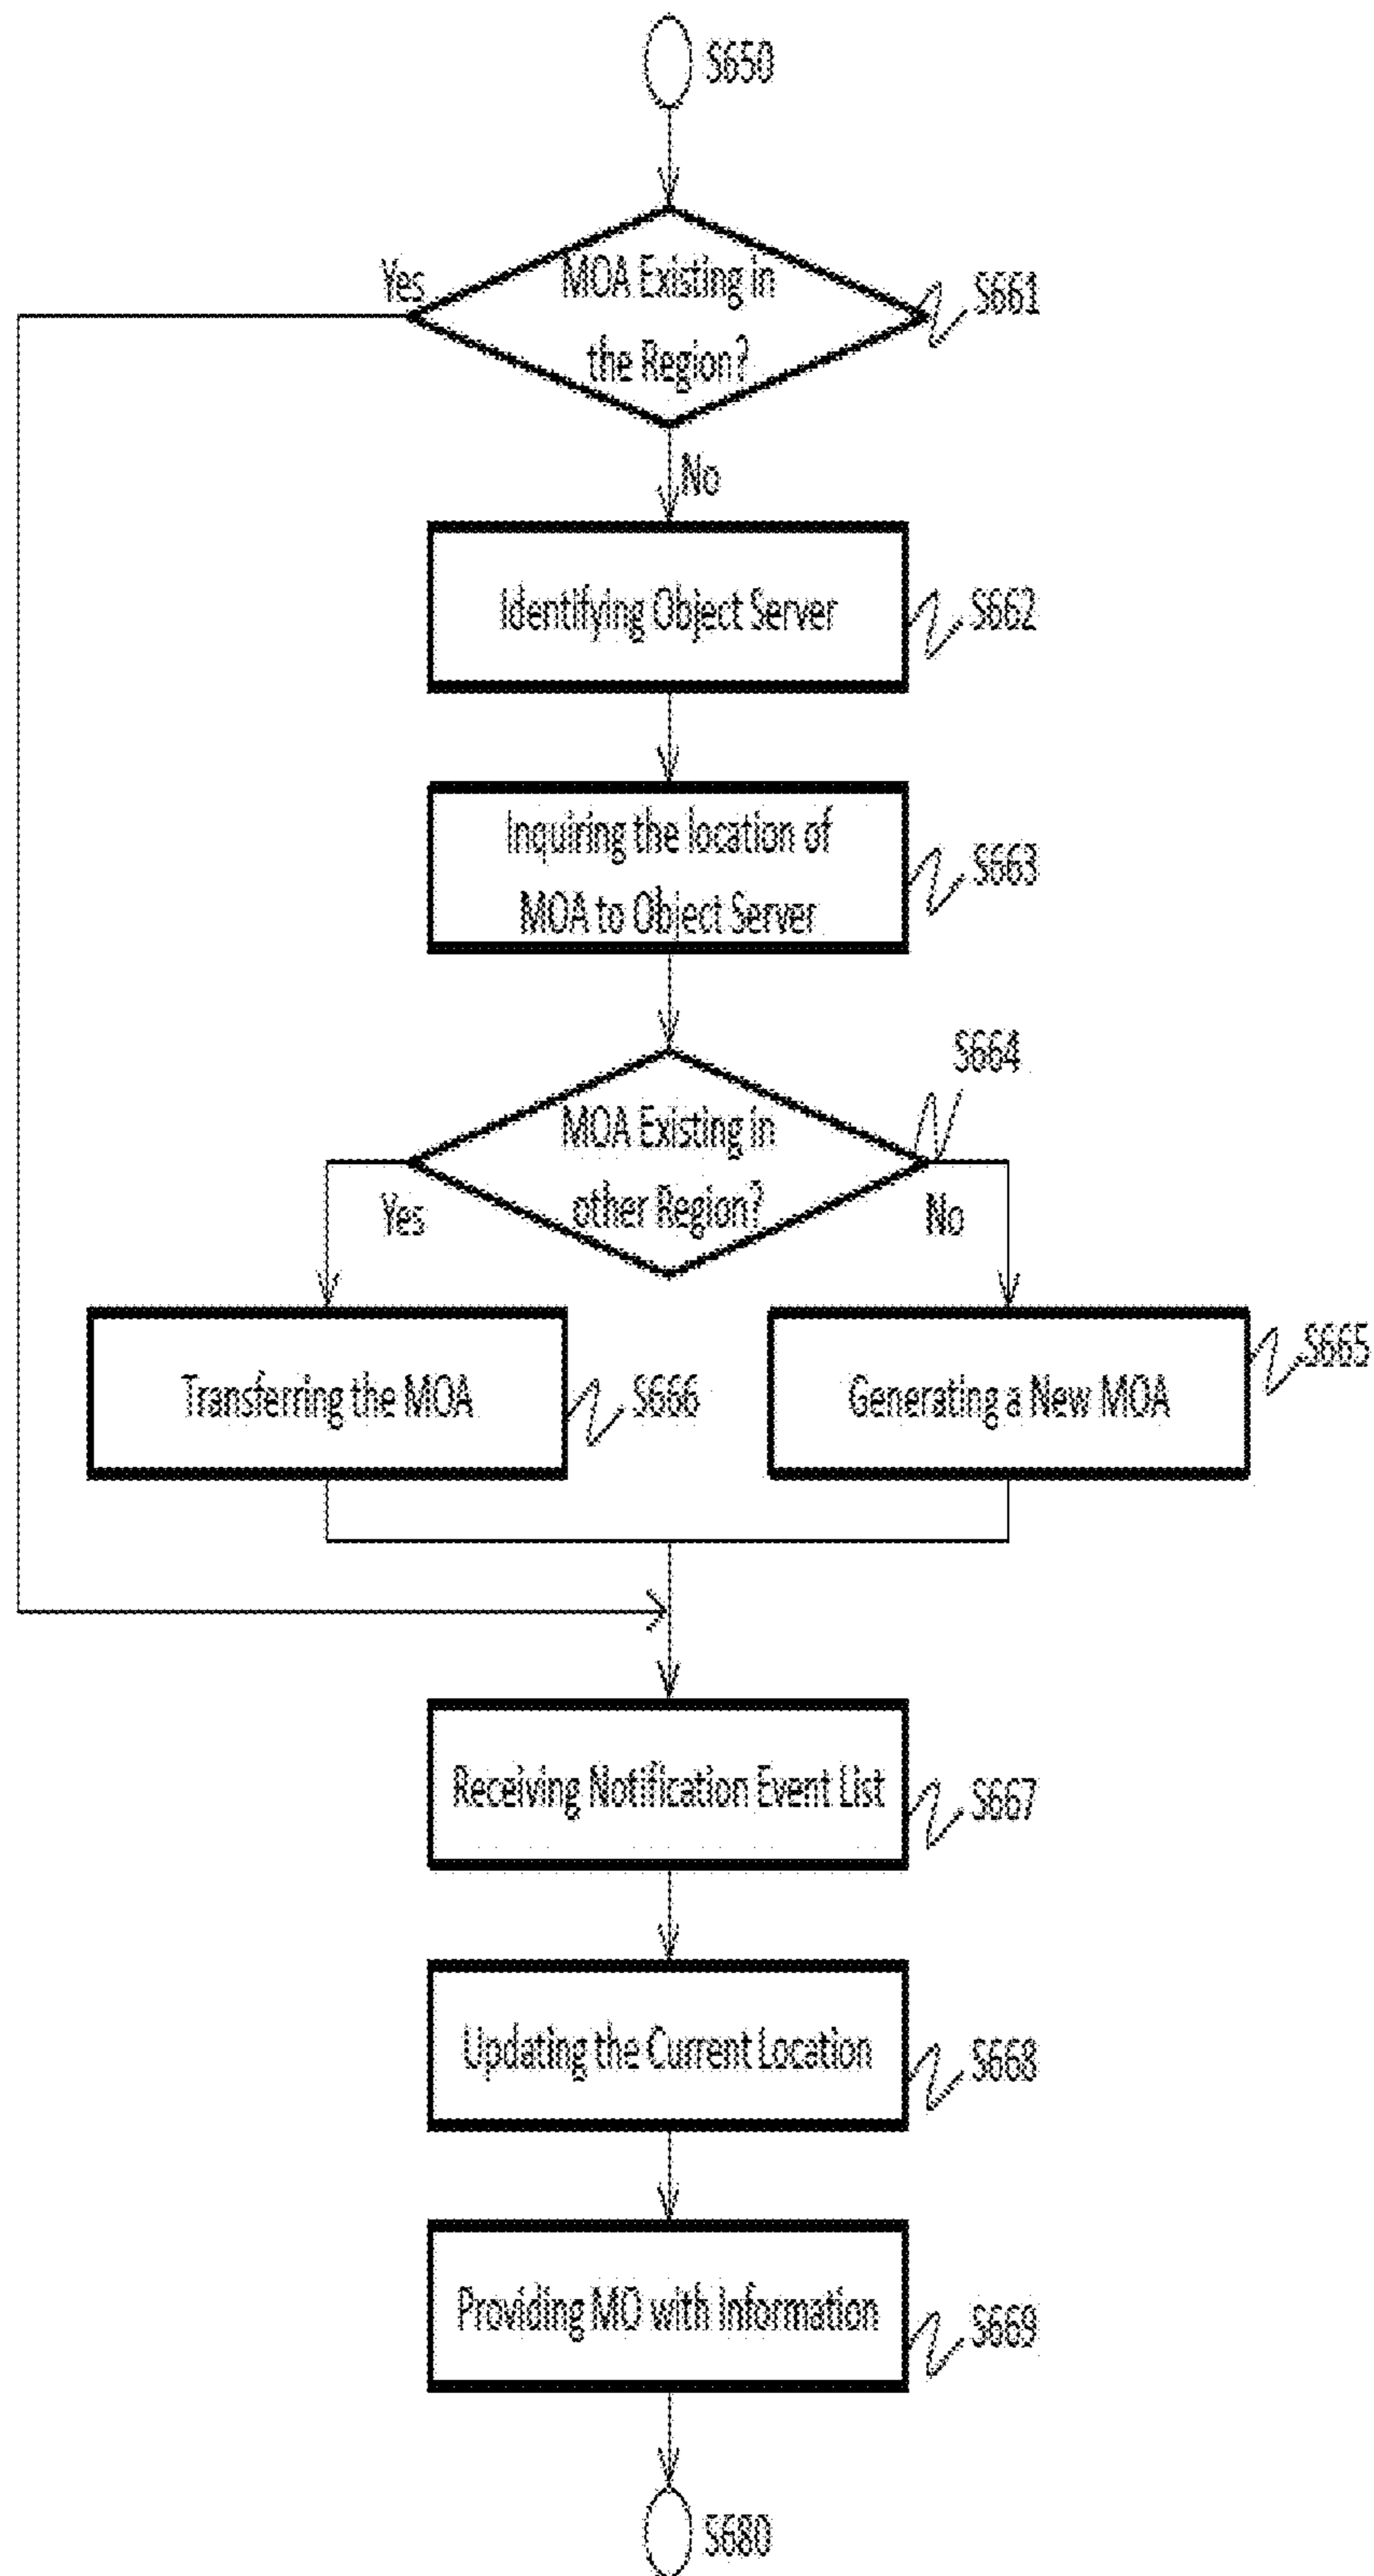 S650
Yes
MOA Existing in
the Region?
S661
No
Identifying Object Server
S662
Inquiring the location of
MOA to Object Server
S663
S664
MOA Existing in
other Region?
Yes
No
Transferring the MOA
S666
Generating a New MOA
S665
Receiving Notification Event List
S667
Updating the Current Location
S668
Providing MO with Information
S669
S680